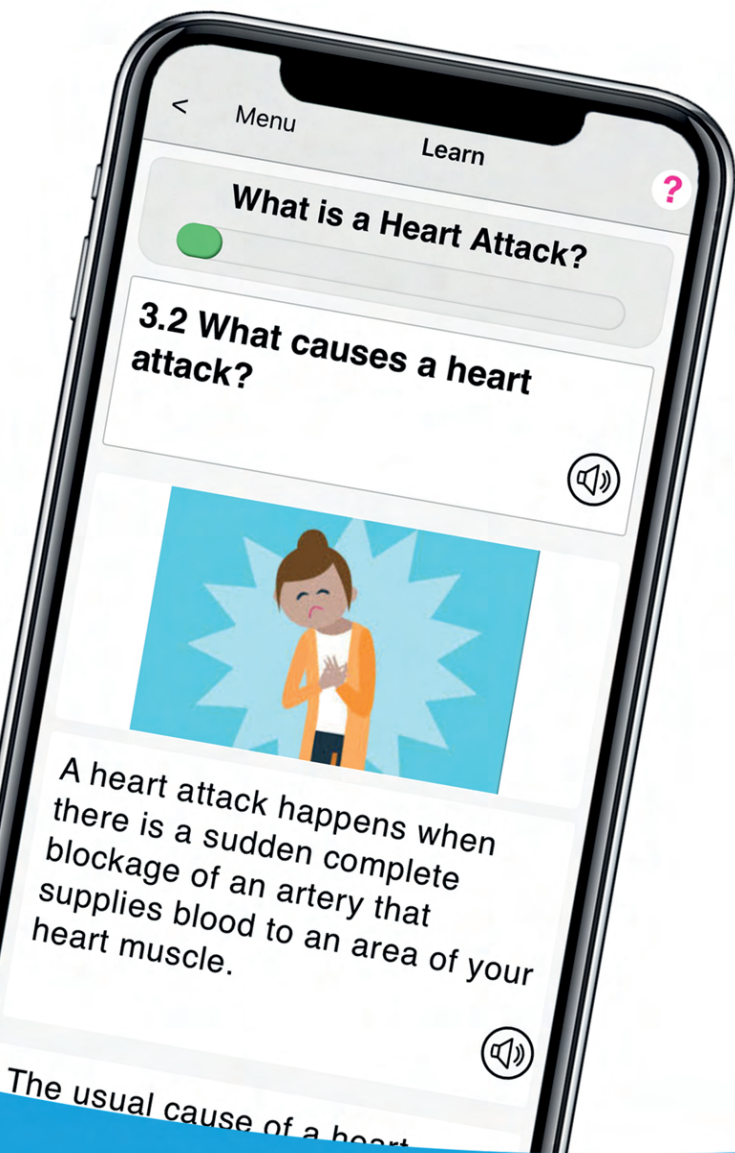 < Menu
Learn
?
What is a Heart Attack?
3.2 What causes a heart
attack?
A heart attack happens when
there is a sudden complete
blockage of an artery that
supplies blood to an area of your
heart muscle.
The usual cause of a heart